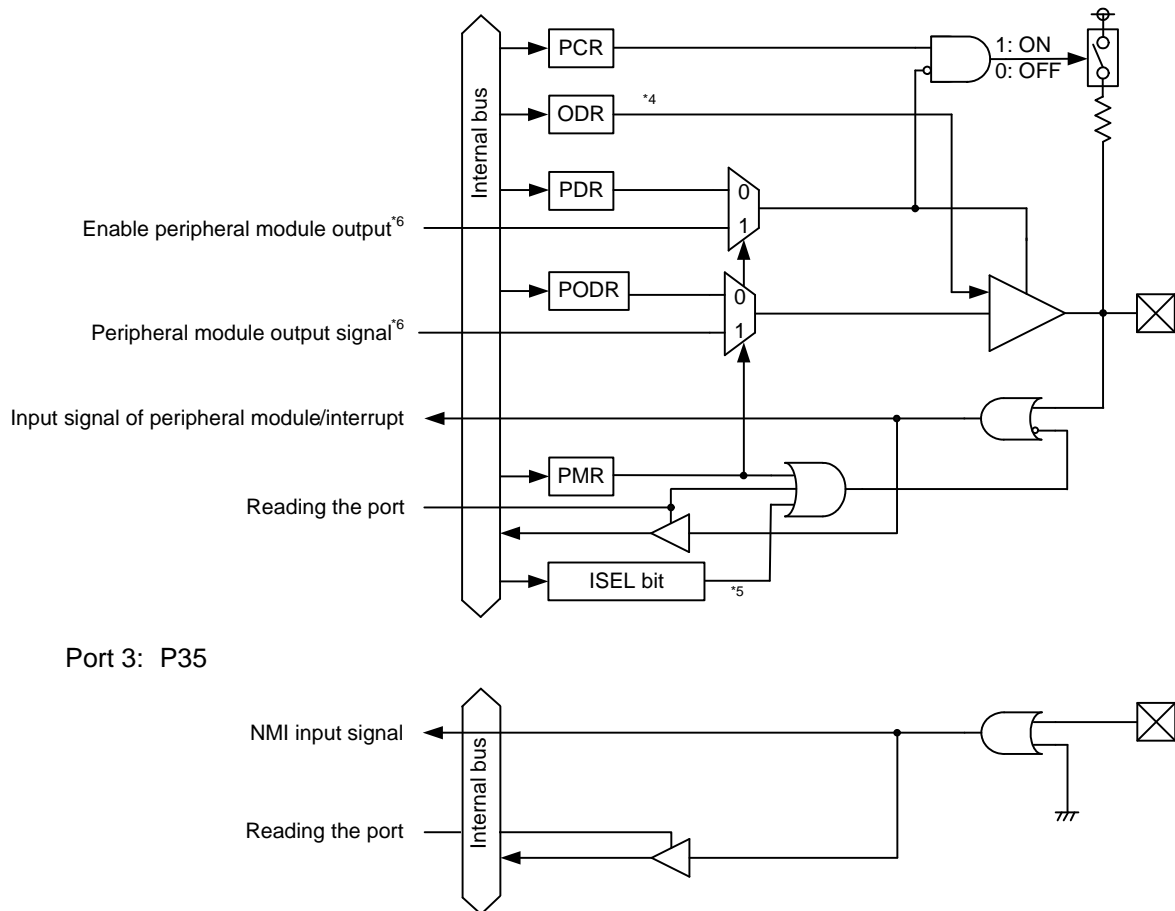 PCR
1: ON
0: OFF
ODR
*4
Internal bus
PDR
0
Enable peripheral module output*6
1
PODR
0
Peripheral module output signal*6
1
Input signal of peripheral module/interrupt
PMR
Reading the port
ISEL bit
*5
Port 3: P35
NMI input signal
Internal bus
Reading the port